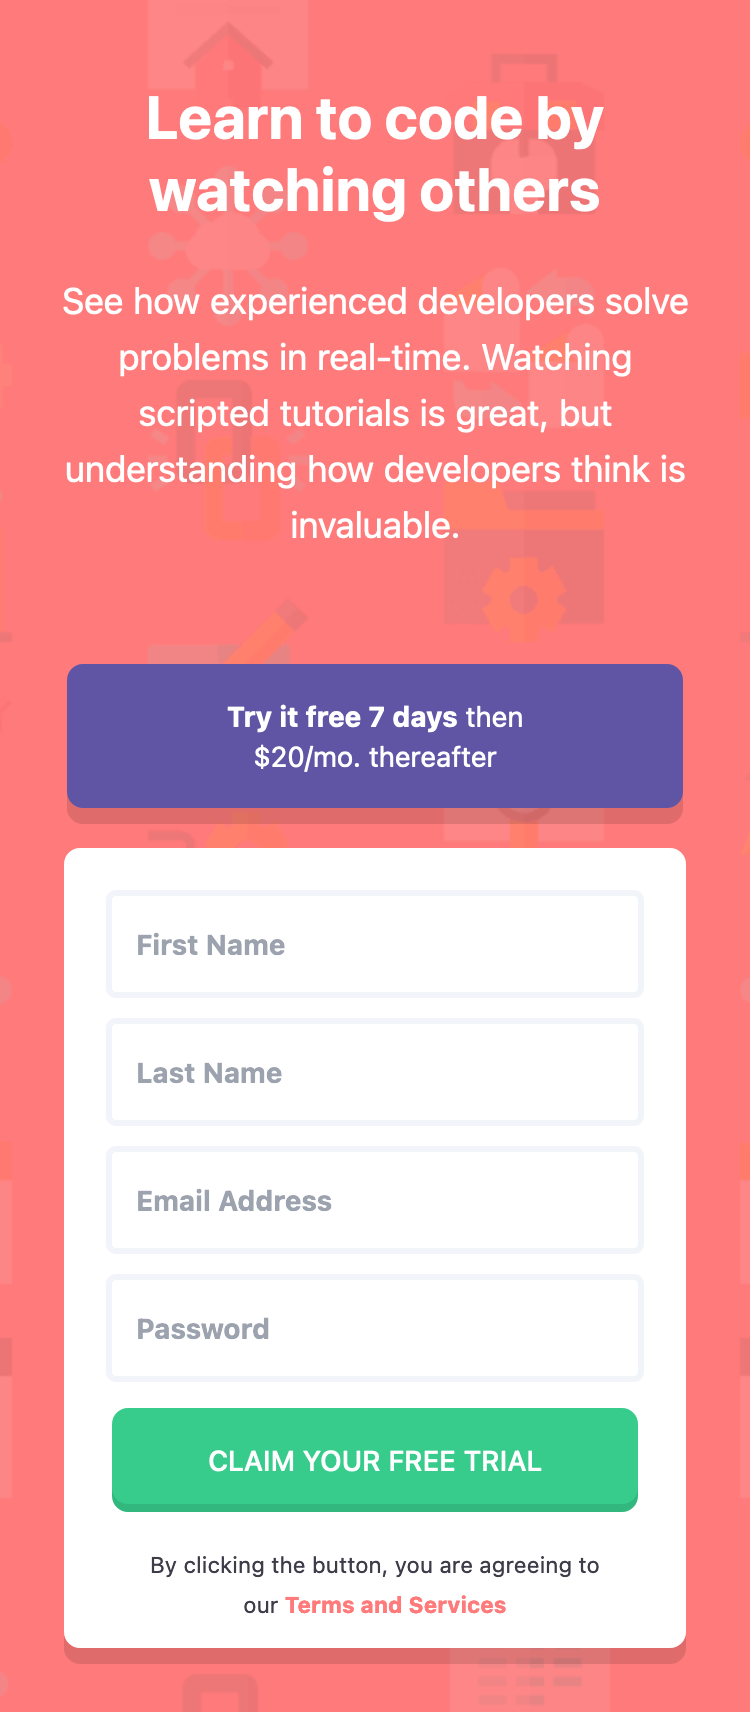 Learn to code by
watching others
See how experienced developers solve
problems in real-time. Watching
scripted tutorials is great, but
understanding how developers think is
invaluable.
Try it free 7 days then
$20/mo. thereafter
First Name
Last Name
Email Address
Password
CLAIM YOUR FREE TRIAL
By clicking the button, you are agreeing to
our Terms and Services